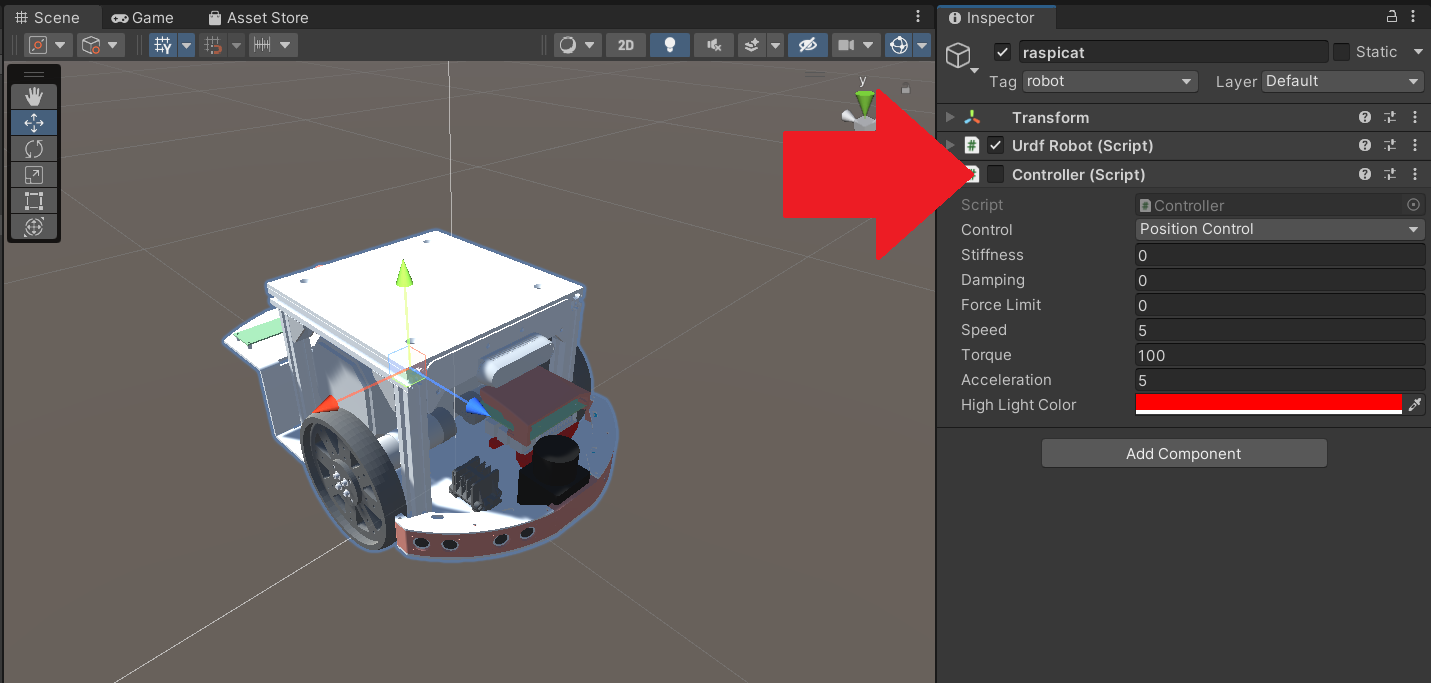 Scene Game Asset Store
Inspector
2D
raspicat Static
Tag robot Layer Default
y
Transform
Urdf Robot (Script)
Controller (Script)
Script Controller
Control Position Control
Stiffness 0
Damping 0
Force Limit 0
Speed 5
Torque 100
Acceleration 5
High Light Color
Add Component